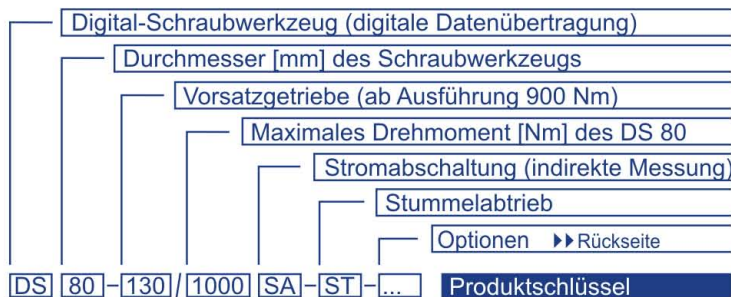 Digital-Schraubwerkzeug (digitale Datenübertragung)
Durchmesser [mm] des Schraubwerkzeugs
Vorsatzgetriebe (ab Ausführung 900 Nm)
Maximales Drehmoment [Nm] des DS 80
Stromabschaltung (indirekte Messung)
Stummelabtrieb
Optionen ▸▸Rückseite
DS 80-130/1000 SA-ST-... Produktschlüssel